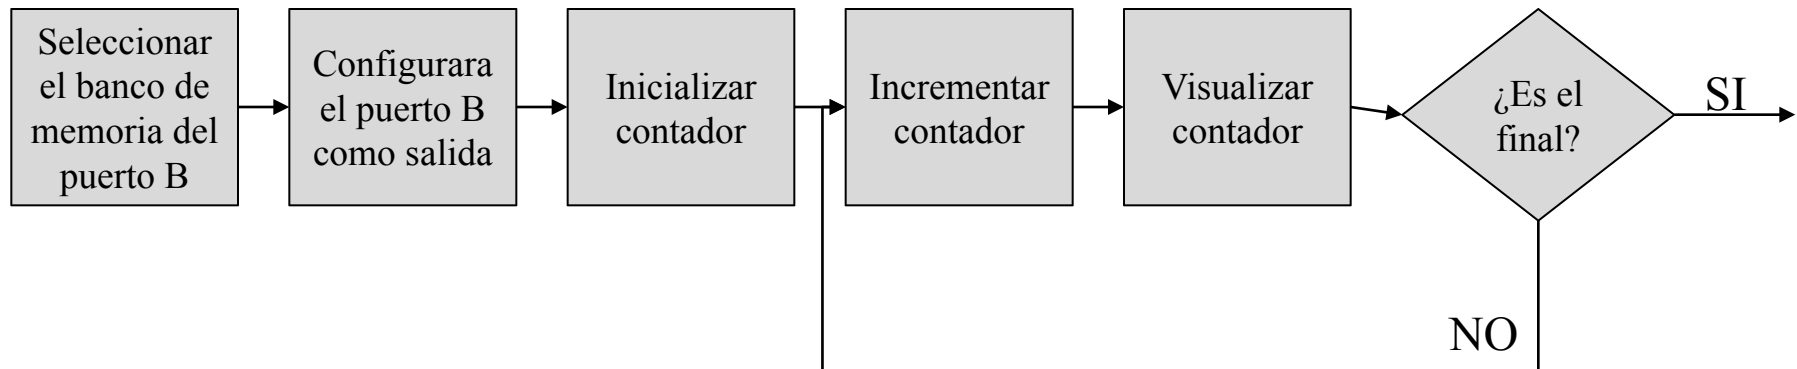 Seleccionar
el banco de
memoria del
puerto B
Configurara
el puerto B
como salida
Inicializar
contador
Incrementar
contador
Visualizar
contador
¿Es el
final?
SI
NO